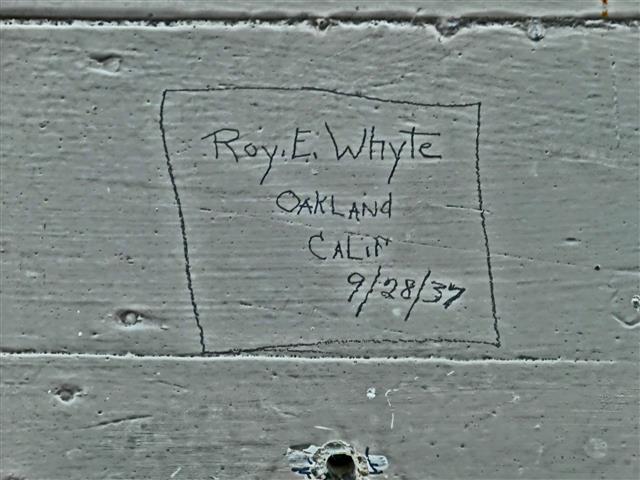 Roy. E. Whyte
OAKLANd
CALIF
9/28/37